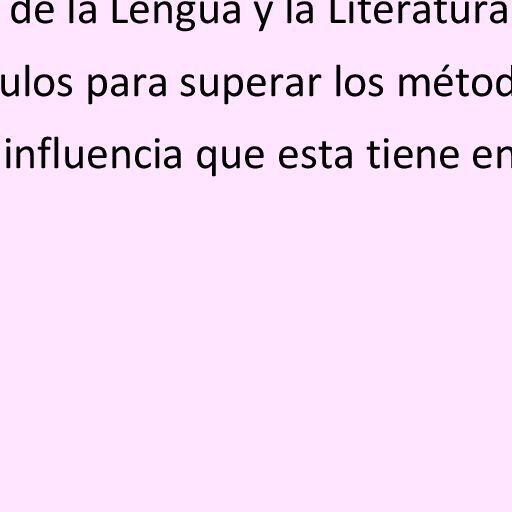 de la Lengua y la Literatura
ulos para superar los métod
influencia que esta tiene en